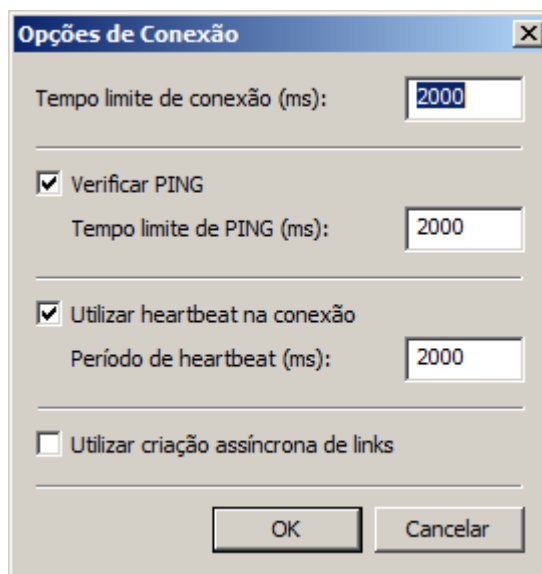 Opções de Conexão
Tempo limite de conexão (ms): 2000
Verificar PING
Tempo limite de PING (ms): 2000
Utilizar heartbeat na conexão
Período de heartbeat (ms): 2000
Utilizar criação assíncrona de links
OK Cancelar